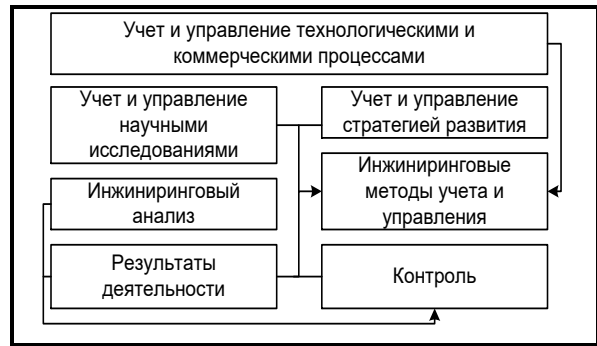 Учет и управление технологическими и
коммерческими процессами
Учет и управление
научными
исследованиями
Учет и управление
стратегией развития
Инжиниринговые
методы учета и
управления
Инжиниринговый
анализ
Результаты
деятельности
Контроль